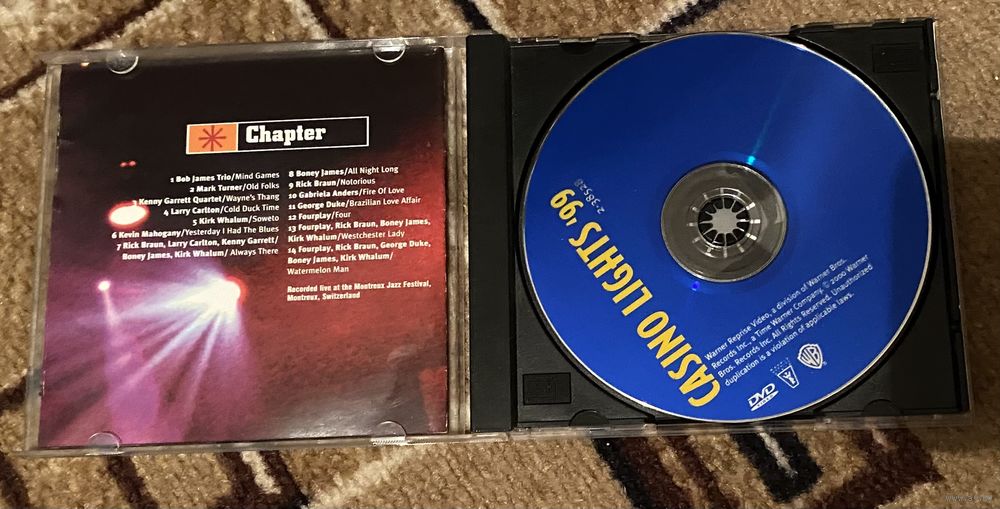 Chapter
1 Bob James Trio/Mind Games
2 Mark Turner/Old Folks
3 Kenny Garrett Quartet/Wayne's Thang
4 Larry Carlton/Cold Duck Time
5 Kirk Whalum/Soweto
6 Kevin Mahogany/Yesterday I Had The Blues
7 Rick Braun, Larry Carlton, Kenny Garrett/
Boney James, Kirk Whalum/Always There
8 Boney James/All Night Long
9 Rick Braun/Notorious
10 Gabriela Anders/Fire Of Love
11 George Duke/Brazilian Love Affair
12 Fourplay/Four
13 Fourplay, Rick Braun, Boney James,
Kirk Whalum/Westchester Lady
14 Fourplay, Rick Braun, George Duke,
Boney James, Kirk Whalum/
Watermelon Man
Recorded live at the Montreux Jazz Festival,
Montreux, Switzerland
CASINO LIGHTS '99
2-38528
Warner Reprise Video, a division of Warner Bros.
Records Inc., a Time Warner Company. © 2000 Warner
Bros. Records Inc. All Rights Reserved. Unauthorized
duplication is a violation of applicable laws.
DVD
VIDEO
WB